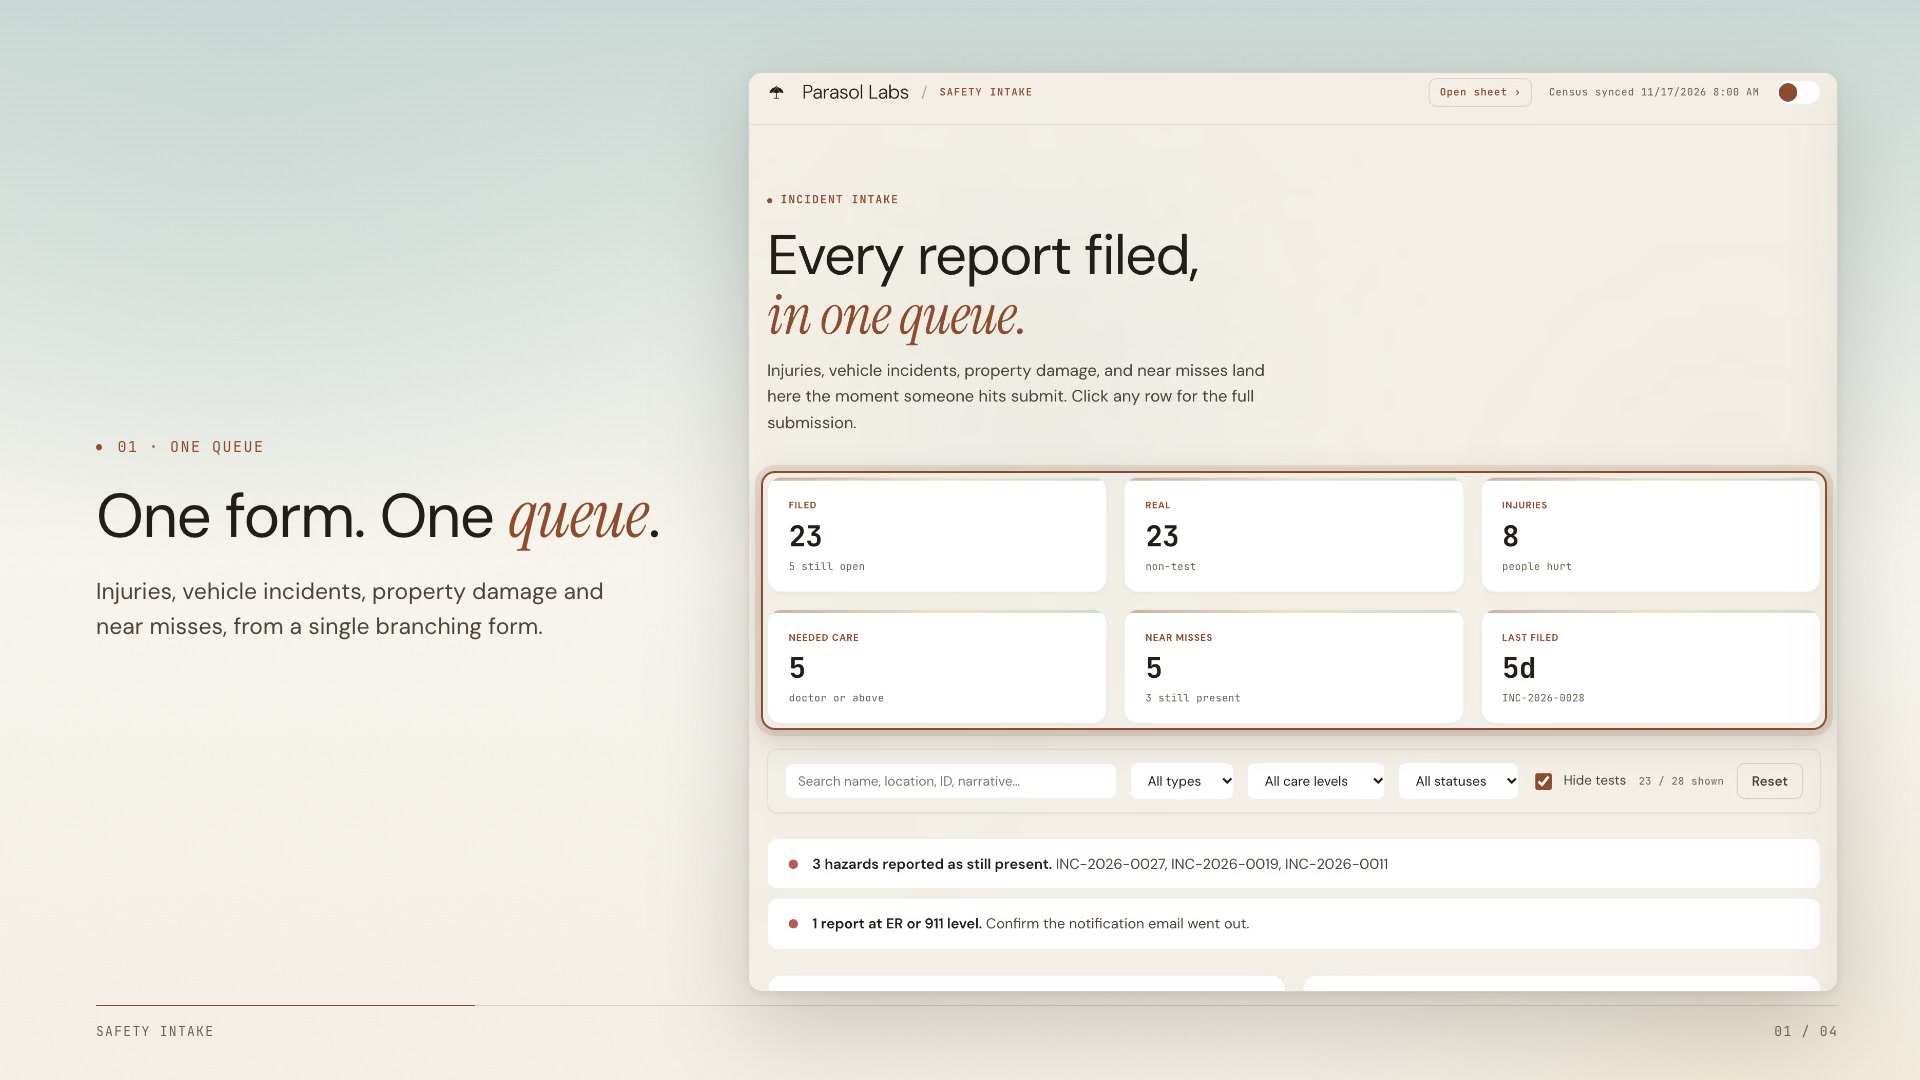 01 · ONE QUEUE
One form. One queue.
Injuries, vehicle incidents, property damage and
near misses, from a single branching form.
Parasol Labs / SAFETY INTAKE
Open sheet ›
Census synced 11/17/2026 8:00 AM
INCIDENT INTAKE
Every report filed,
in one queue.
Injuries, vehicle incidents, property damage, and near misses land
here the moment someone hits submit. Click any row for the full
submission.
FILED
23
5 still open
REAL
23
non-test
INJURIES
8
people hurt
NEEDED CARE
5
doctor or above
NEAR MISSES
5
3 still present
LAST FILED
5d
INC-2026-0028
Search name, location, ID, narrative…
All types
All care levels
All statuses
Hide tests
23 / 28 shown
Reset
3 hazards reported as still present. INC-2026-0027, INC-2026-0019, INC-2026-0011
1 report at ER or 911 level. Confirm the notification email went out.
SAFETY INTAKE
01 / 04